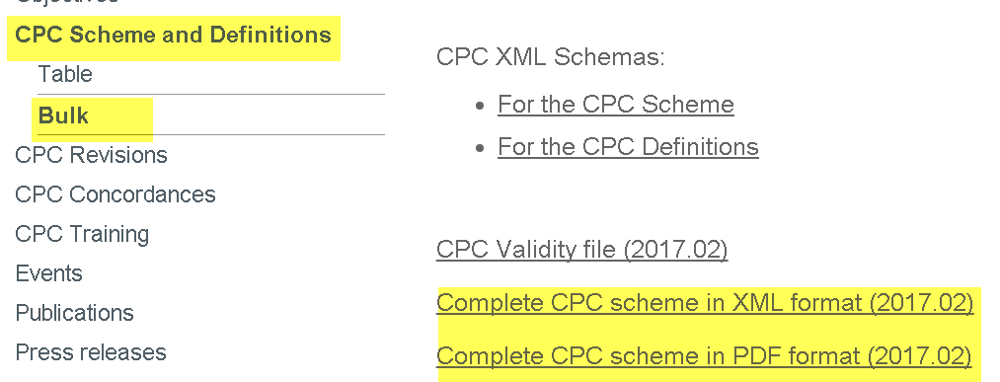 Objectives
CPC Scheme and Definitions
Table
Bulk
CPC Revisions
CPC Concordances
CPC Training
Events
Publications
Press releases
CPC XML Schemas:
• For the CPC Scheme
• For the CPC Definitions
CPC Validity file (2017.02)
Complete CPC scheme in XML format (2017.02)
Complete CPC scheme in PDF format (2017.02)